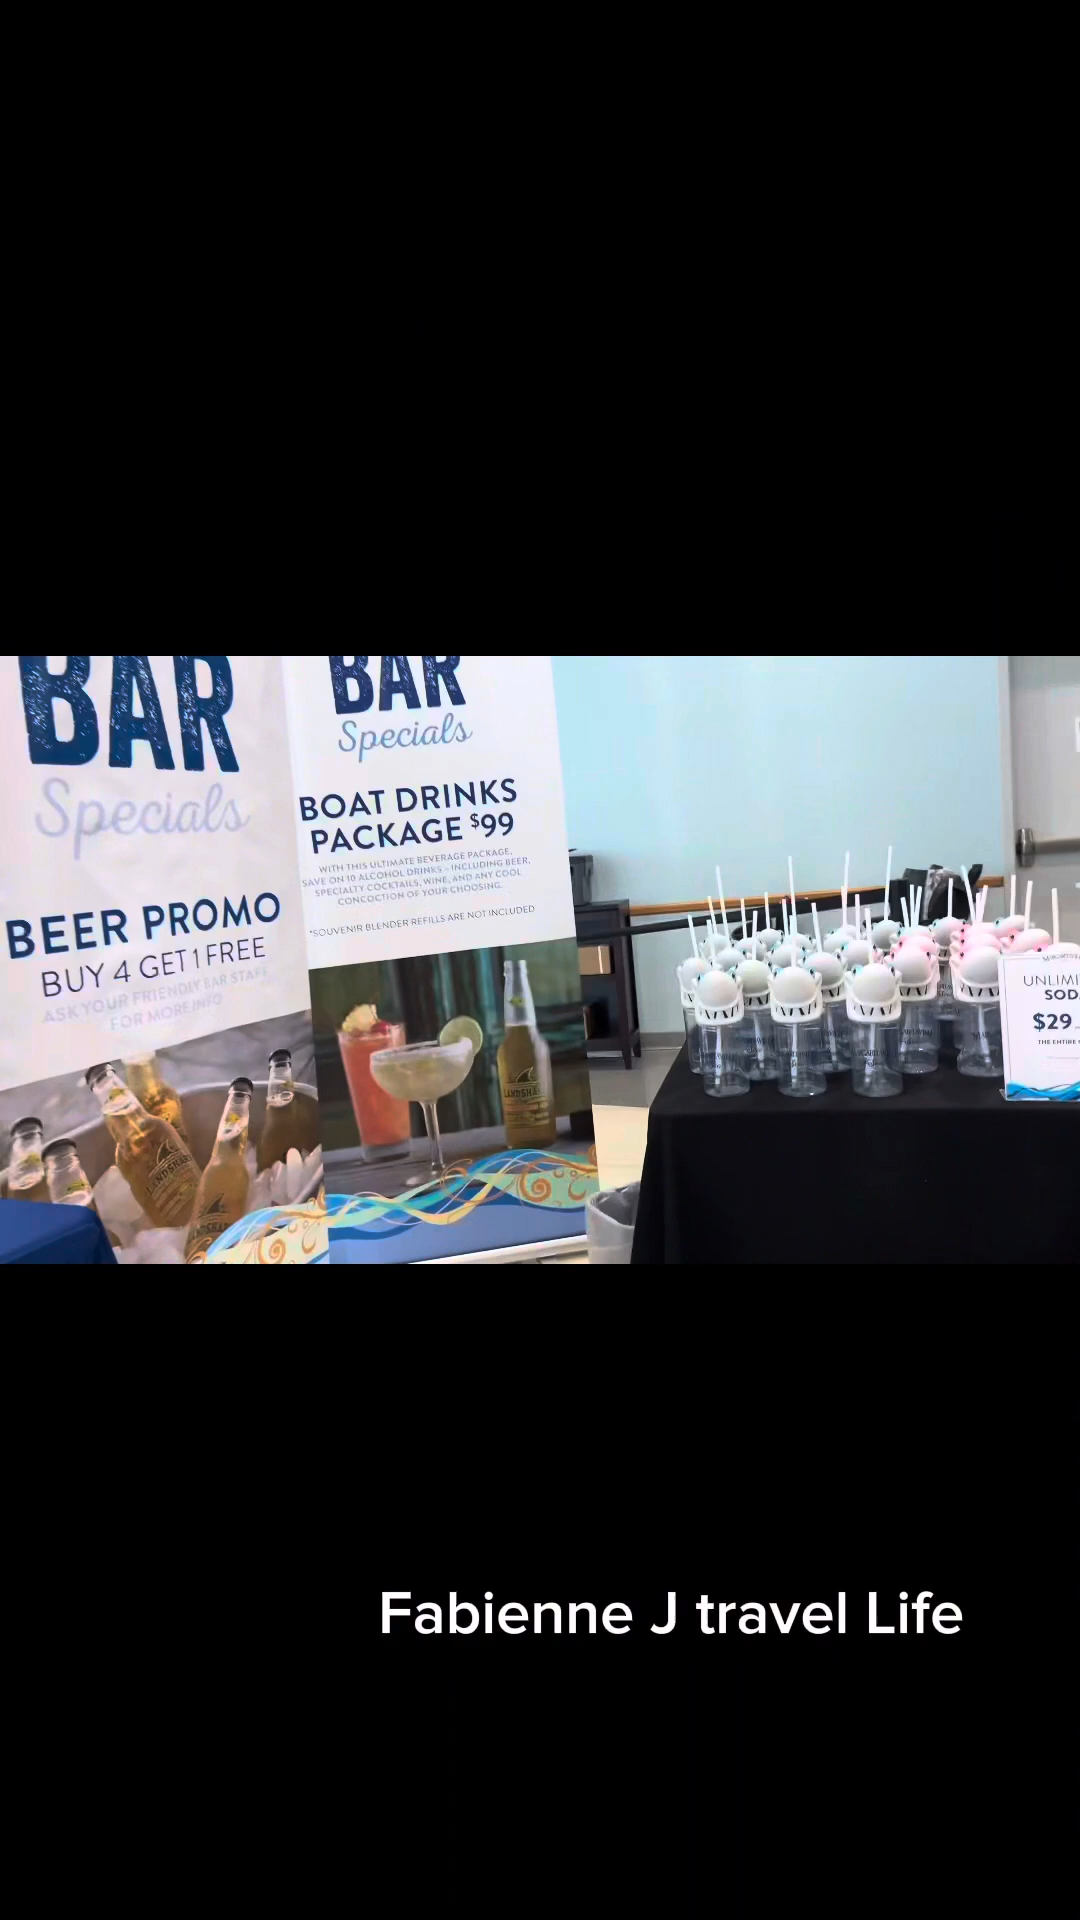 BAR
Specials
BEER PROMO
BUY 4 GET 1 FREE
ASK YOUR FRIENDLY BAR STAFF
FOR MORE INFO
BAR
Specials
BOAT DRINKS
PACKAGE $99
WITH THIS ULTIMATE BEVERAGE PACKAGE,
SAVE ON 10 ALCOHOL DRINKS – INCLUDING BEER,
SPECIALTY COCKTAILS, WINE, AND ANY COOL
CONCOCTION OF YOUR CHOOSING.
*SOUVENIR BLENDER REFILLS ARE NOT INCLUDED
LANDSHARK
UNLIMI
SOD
$29
THE ENTIRE
Fabienne J travel Life